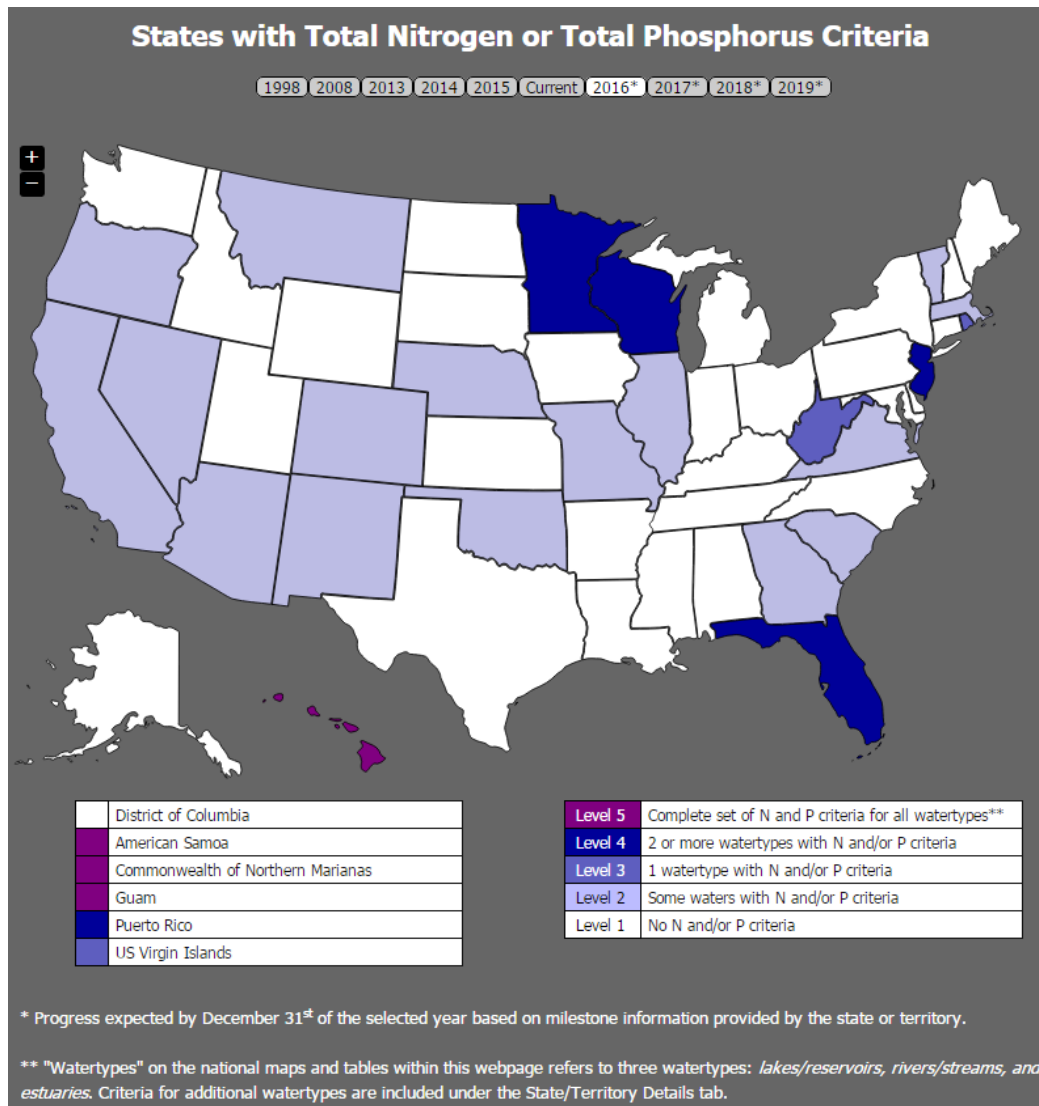 States with Total Nitrogen or Total Phosphorus Criteria
1998 2008 2013 2014 2015 Current 2016* 2017* 2018* 2019*
+
−
District of Columbia
American Samoa
Commonwealth of Northern Marianas
Guam
Puerto Rico
US Virgin Islands
Level 5 Complete set of N and P criteria for all watertypes**
Level 4 2 or more watertypes with N and/or P criteria
Level 3 1 watertype with N and/or P criteria
Level 2 Some waters with N and/or P criteria
Level 1 No N and/or P criteria
* Progress expected by December 31st of the selected year based on milestone information provided by the state or territory.
** "Watertypes" on the national maps and tables within this webpage refers to three watertypes: lakes/reservoirs, rivers/streams, and
estuaries. Criteria for additional watertypes are included under the State/Territory Details tab.